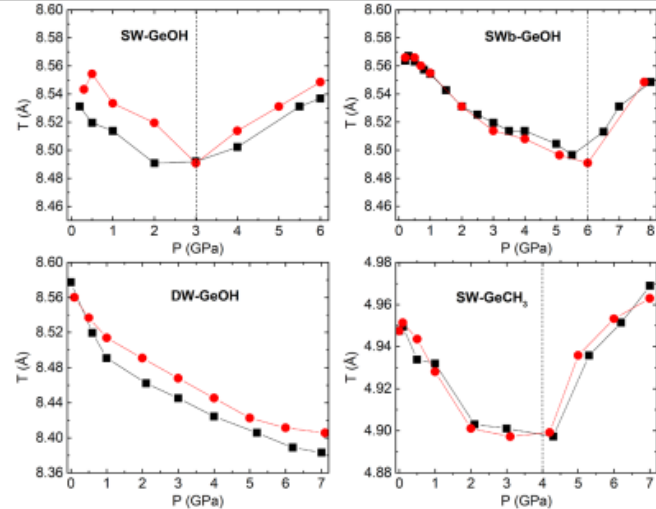 SW-GeOH
T (Å)
8.60
8.58
8.56
8.54
8.52
8.50
8.48
8.46
0 1 2 3 4 5 6
P (GPa)
SWb-GeOH
T (Å)
8.60
8.58
8.56
8.54
8.52
8.50
8.48
8.46
0 1 2 3 4 5 6 7 8
P (GPa)
DW-GeOH
T (Å)
8.60
8.56
8.52
8.48
8.44
8.40
8.36
0 1 2 3 4 5 6 7
P (GPa)
SW-GeCH₃
T (Å)
4.98
4.96
4.94
4.92
4.90
4.88
0 1 2 3 4 5 6 7
P (GPa)